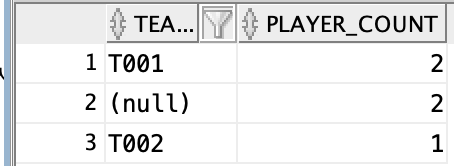 TEA... PLAYER_COUNT
1 T001 2
2 (null) 2
3 T002 1